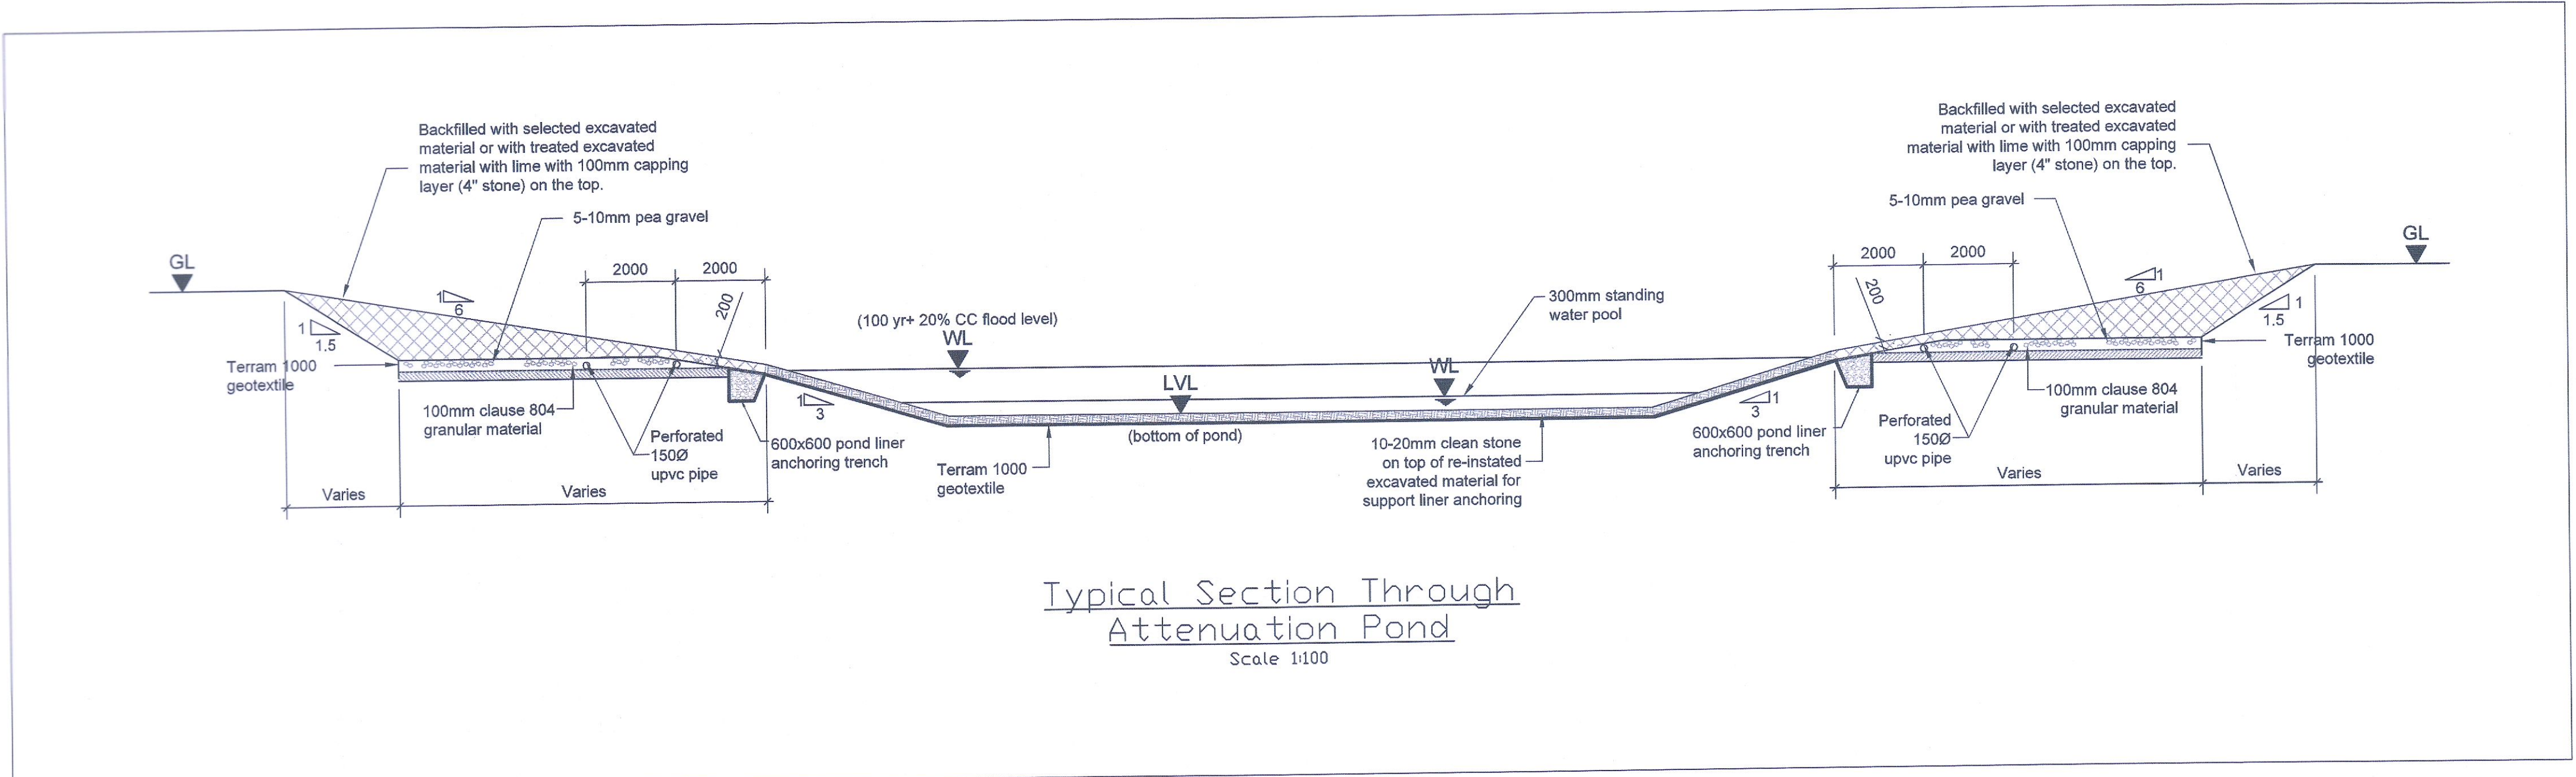 Backfilled with selected excavated
material or with treated excavated
material with lime with 100mm capping
layer (4" stone) on the top.
5-10mm pea gravel
GL
2000
2000
200
1
6
1
1.5
Terram 1000
geotextile
100mm clause 804
granular material
Perforated
150Ø
upvc pipe
600x600 pond liner
anchoring trench
1
3
Varies
Varies
(100 yr+ 20% CC flood level)
WL
LVL
(bottom of pond)
WL
300mm standing
water pool
Terram 1000
geotextile
10-20mm clean stone
on top of re-instated
excavated material for
support liner anchoring
Backfilled with selected excavated
material or with treated excavated
material with lime with 100mm capping
layer (4" stone) on the top.
5-10mm pea gravel
GL
2000
2000
200
1
6
1
1.5
Terram 1000
geotextile
100mm clause 804
granular material
Perforated
150Ø
upvc pipe
600x600 pond liner
anchoring trench
1
3
Varies
Varies
Typical Section Through
Attenuation Pond
Scale 1:100